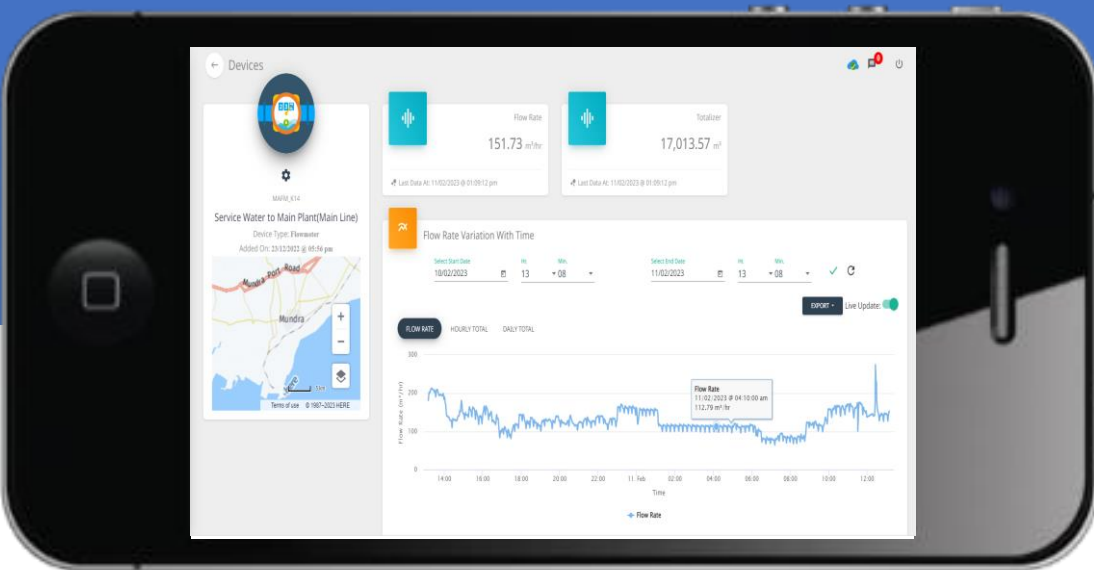 Devices
0
MAFM_K14
Service Water to Main Plant(Main Line)
Device Type: Flowmeter
Added On: 23/12/2022 @ 05:56 pm
Mundra Port Road
Mundra
Terms of use © 1987–2023 HERE
Flow Rate
151.73 m³/hr
Last Data At: 11/02/2023 @ 01:09:12 pm
Totalizer
17,013.57 m³
Last Data At: 11/02/2023 @ 01:09:12 pm
Flow Rate Variation With Time
Select Start Date Hr. Min. Select End Date Hr. Min.
10/02/2023 13 08 11/02/2023 13 08
EXPORT Live Update:
FLOW RATE HOURLY TOTAL DAILY TOTAL
300
200
100
0
Flow Rate (m³/hr)
Flow Rate
11/02/2023 @ 04:10:00 am
112.79 m³/hr
14:00 16:00 18:00 20:00 22:00 11. Feb 02:00 04:00 06:00 08:00 10:00 12:00
Time
Flow Rate